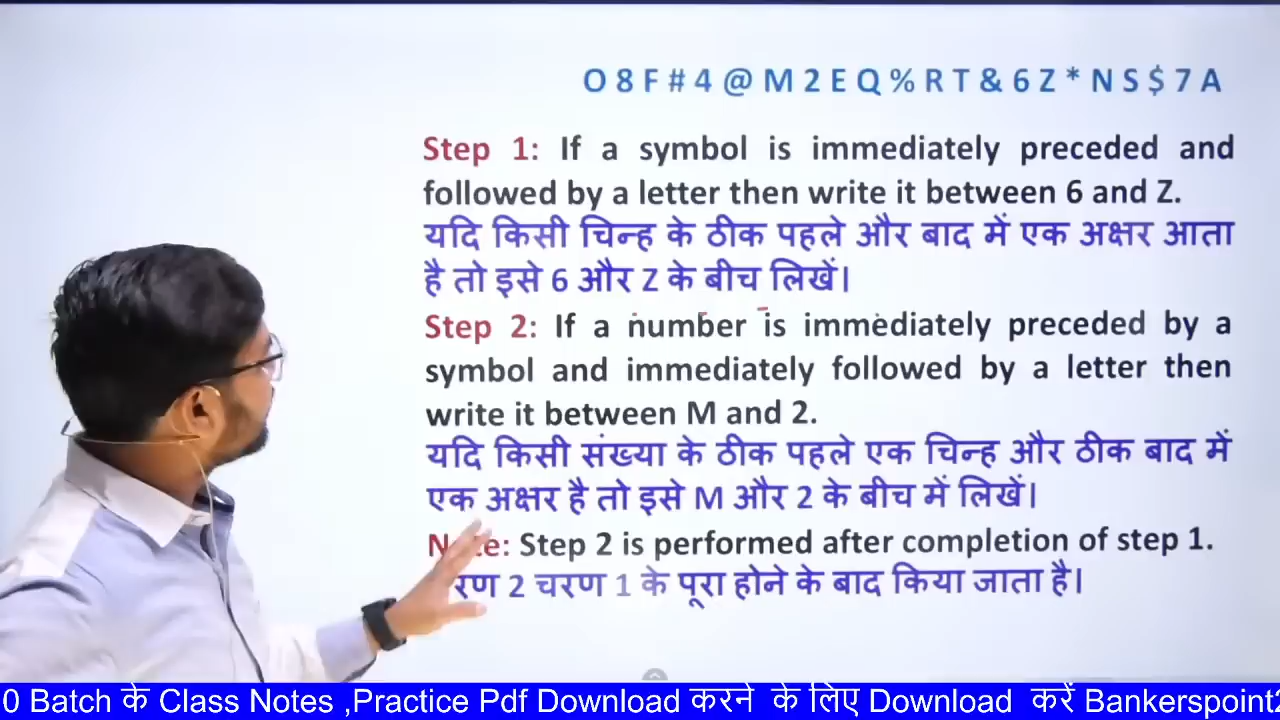 O 8 F # 4 @ M 2 E Q % R T & 6 Z * N S $ 7 A
Step 1: If a symbol is immediately preceded and
followed by a letter then write it between 6 and Z.
यदि किसी चिन्ह के ठीक पहले और बाद में एक अक्षर आता
है तो इसे 6 और Z के बीच लिखें।
Step 2: If a number is immediately preceded by a
symbol and immediately followed by a letter then
write it between M and 2.
यदि किसी संख्या के ठीक पहले एक चिन्ह और ठीक बाद में
एक अक्षर है तो इसे M और 2 के बीच में लिखें।
Step 2 is performed after completion of step 1.
2 चरण 1 के पूरा होने के बाद किया जाता है।
0 Batch के Class Notes ,Practice Pdf Download करने के लिए Download करें Bankerspoint2